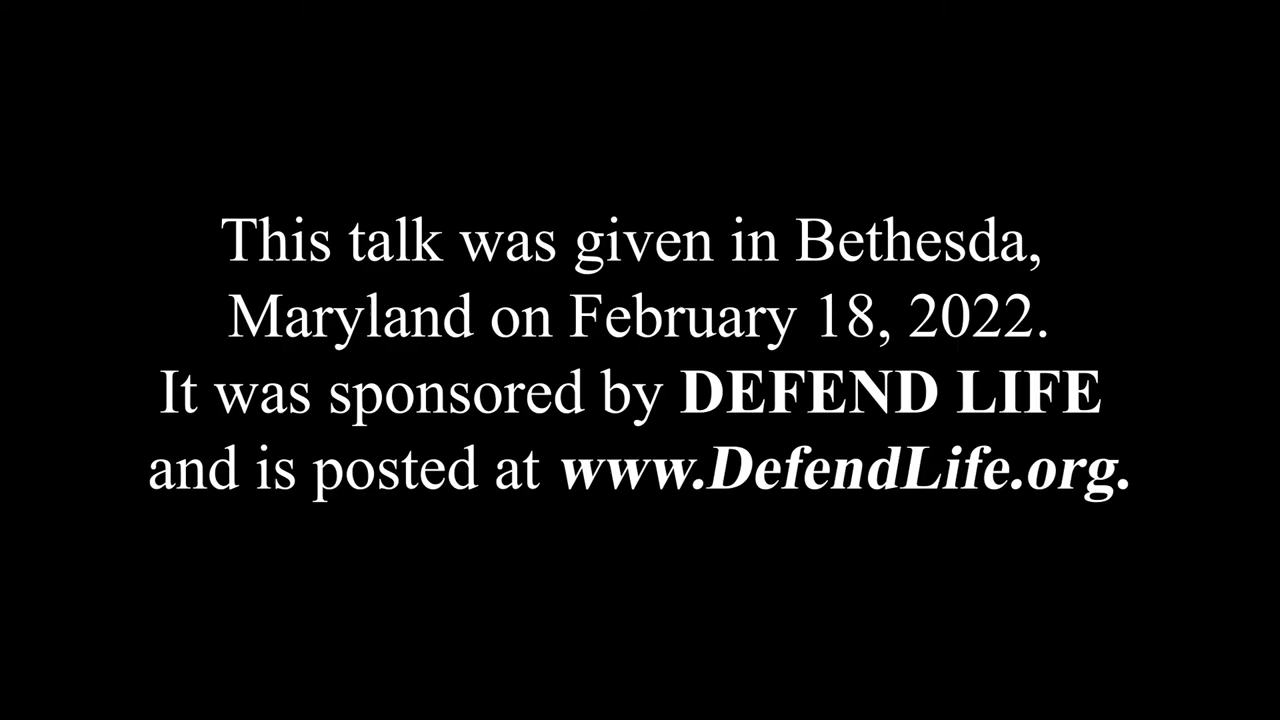 This talk was given in Bethesda,
Maryland on February 18, 2022.
It was sponsored by DEFEND LIFE
and is posted at www.DefendLife.org.